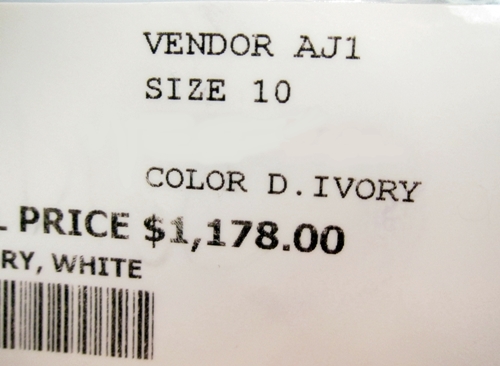 VENDOR AJ1
SIZE 10
COLOR D.IVORY
PRICE $1,178.00
RY, WHITE